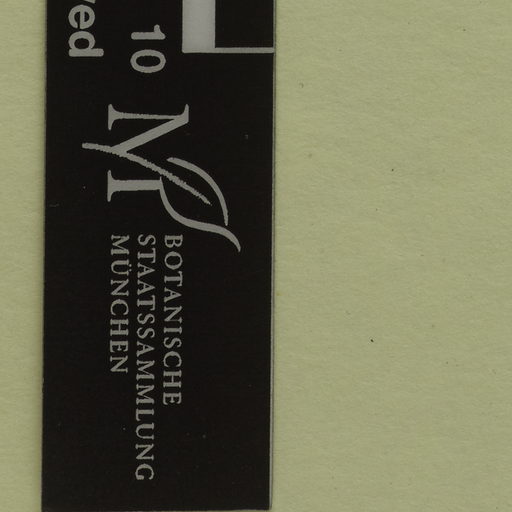 10
BOTANISCHE
STAATSSAMMLUNG
MÜNCHEN